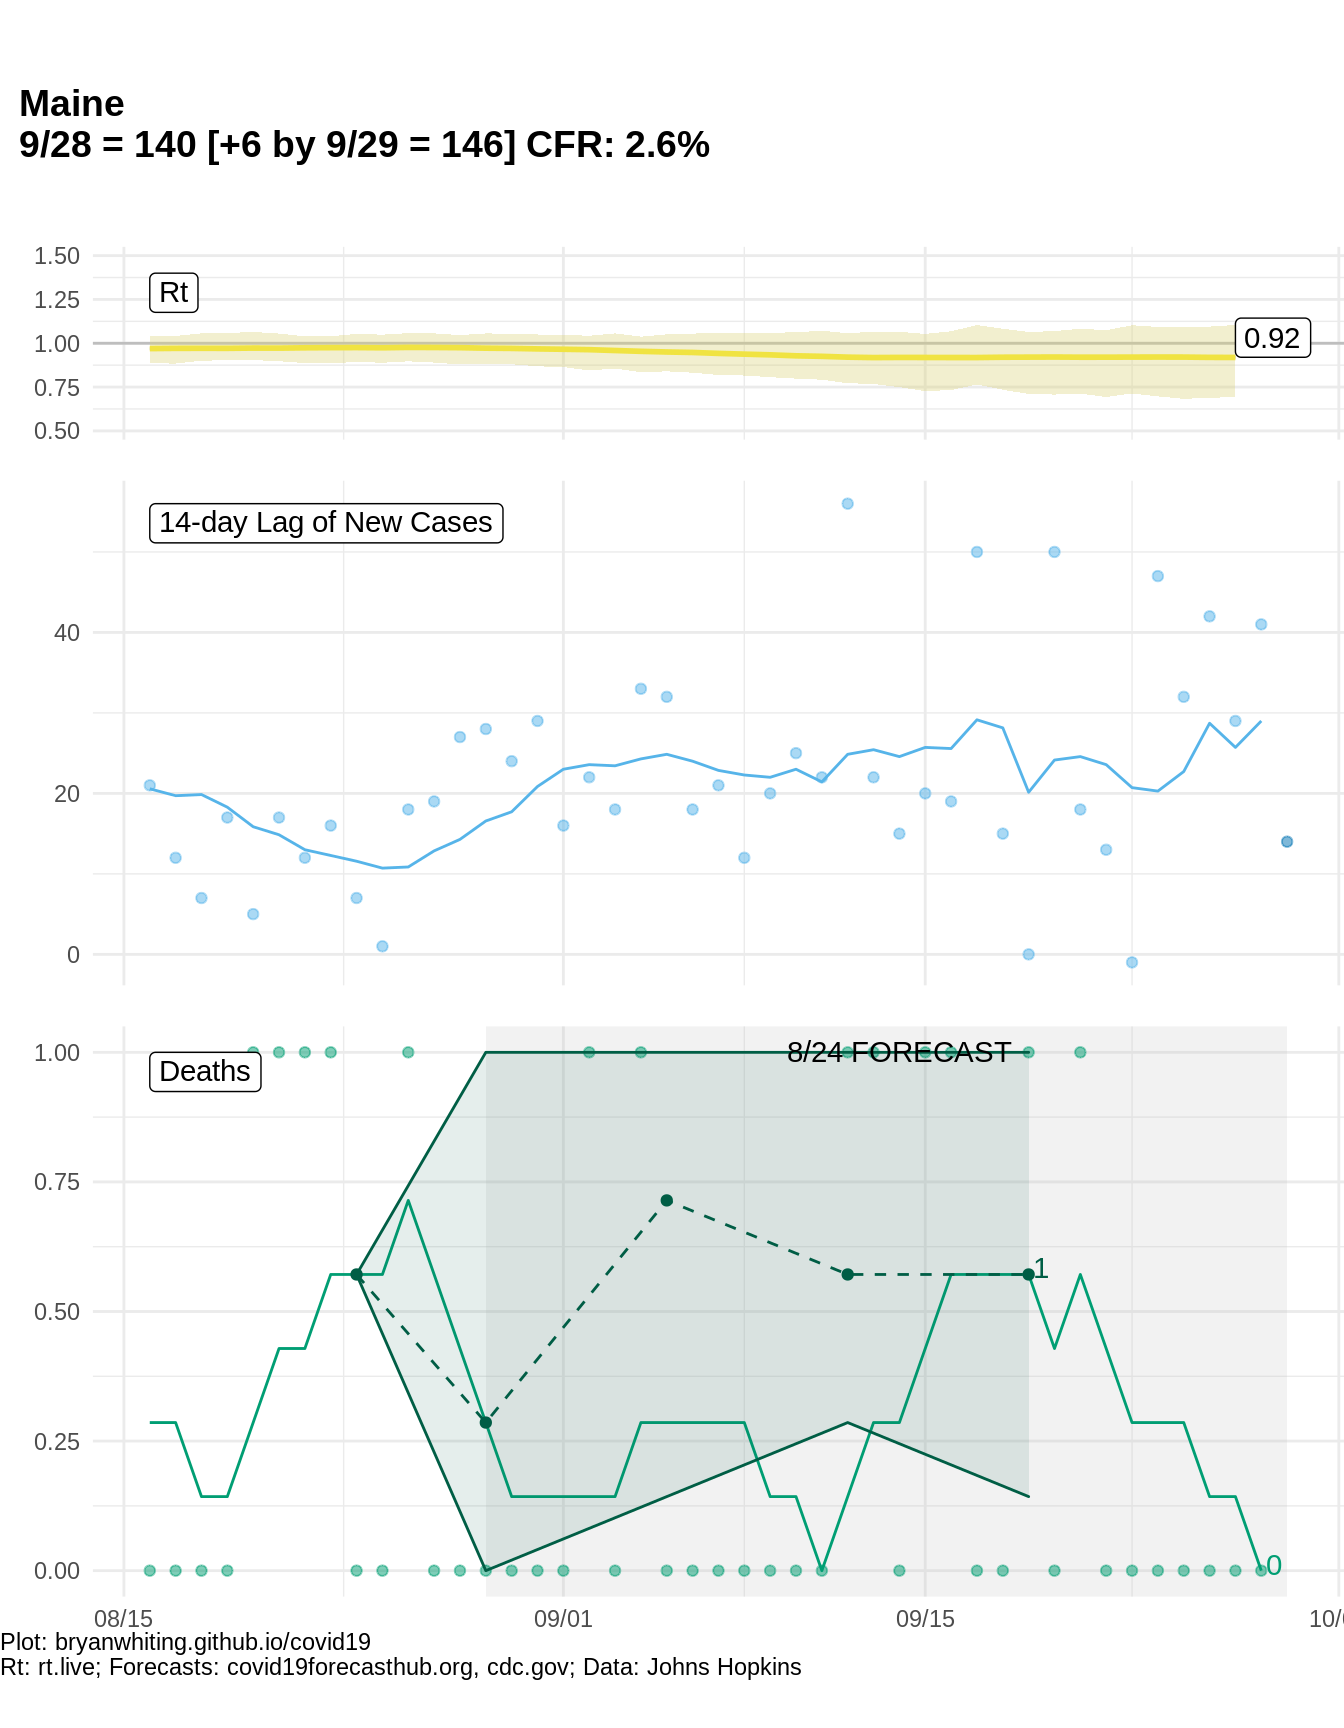 Maine
9/28 = 140 [+6 by 9/29 = 146] CFR: 2.6%
1.50
Rt
1.25
1.00
0.92
0.75
0.50
14-day Lag of New Cases
40
20
0
1.00
8/24 FORECAST
Deaths
0.75
1
0.50
0.25
0.00
0
08/15
09/01
09/15
10/
Plot: bryanwhiting.github.io/covid19
Rt: rt.live; Forecasts: covid19forecasthub.org, cdc.gov; Data: Johns Hopkins